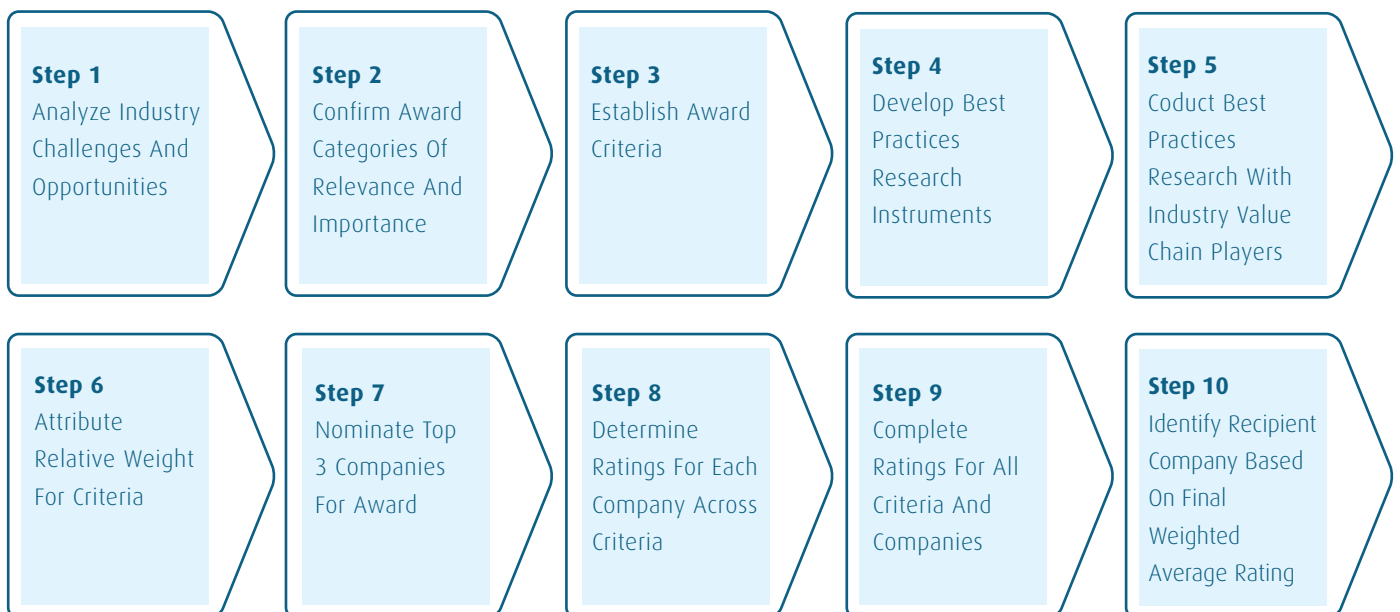 Step 1
Analyze Industry
Challenges And
Opportunities
Step 2
Confirm Award
Categories Of
Relevance And
Importance
Step 3
Establish Award
Criteria
Step 4
Develop Best
Practices
Research
Instruments
Step 5
Coduct Best
Practices
Research With
Industry Value
Chain Players
Step 6
Attribute
Relative Weight
For Criteria
Step 7
Nominate Top
3 Companies
For Award
Step 8
Determine
Ratings For Each
Company Across
Criteria
Step 9
Complete
Ratings For All
Criteria And
Companies
Step 10
Identify Recipient
Company Based
On Final
Weighted
Average Rating